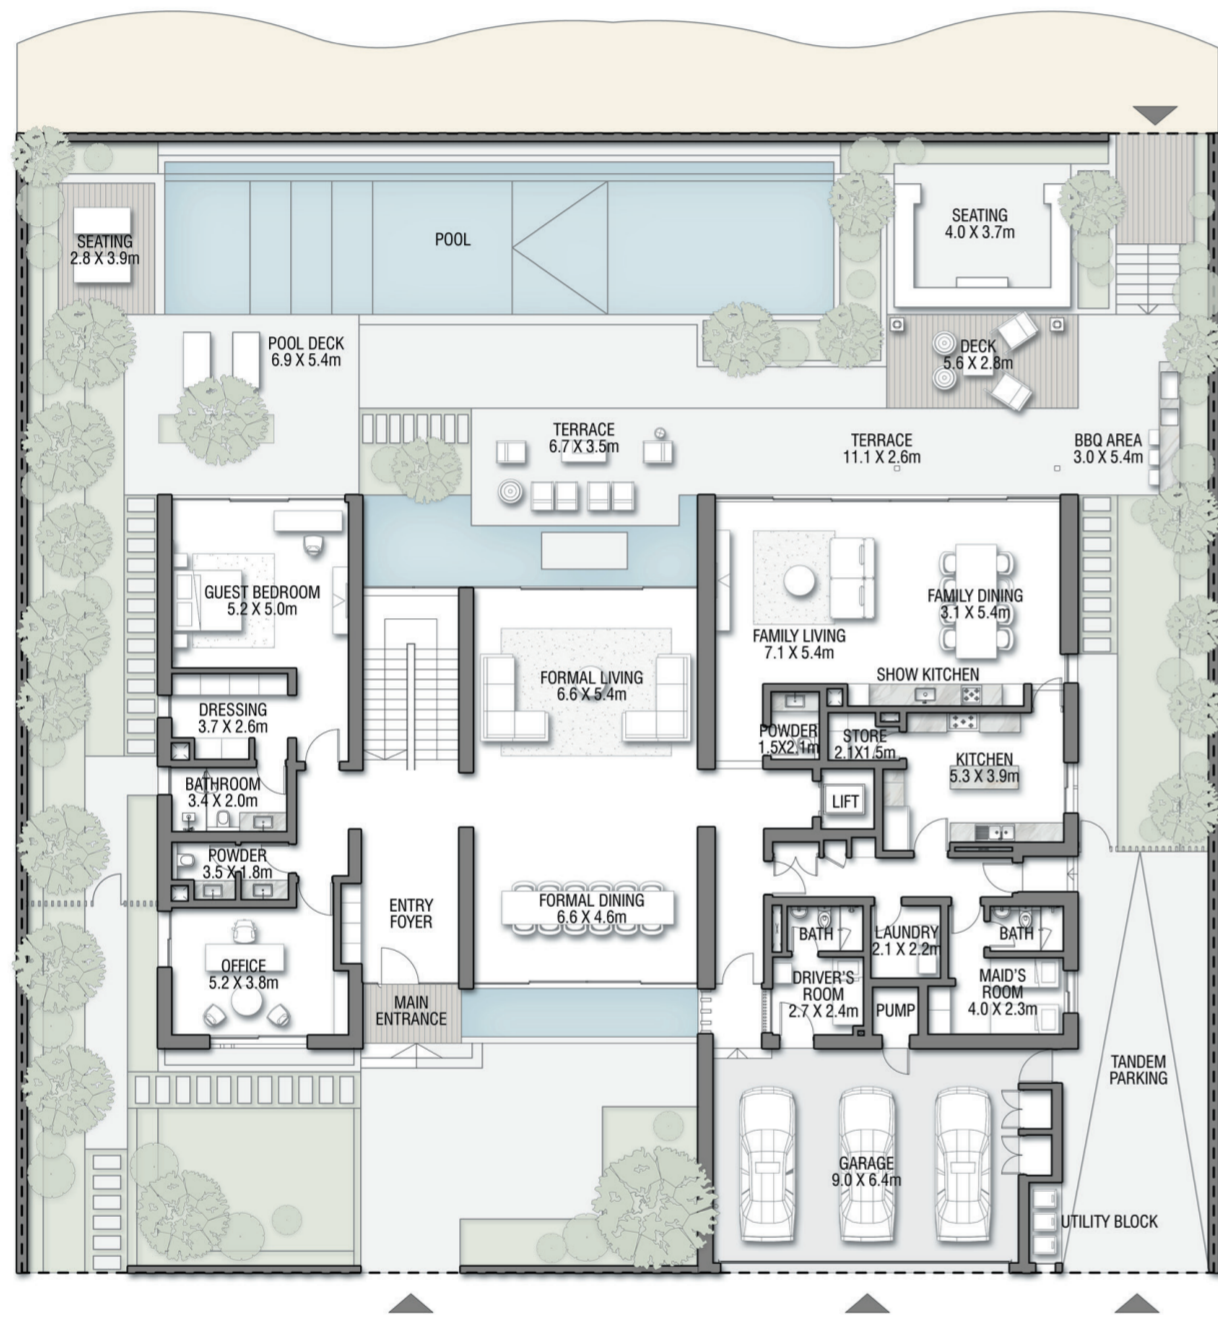 SEATING
2.8 X 3.9m
POOL
SEATING
4.0 X 3.7m
POOL DECK
6.9 X 5.4m
DECK
5.6 X 2.8m
TERRACE
6.7 X 3.5m
TERRACE
11.1 X 2.6m
BBQ AREA
3.0 X 5.4m
GUEST BEDROOM
5.2 X 5.0m
FAMILY DINING
3.1 X 5.4m
FAMILY LIVING
7.1 X 5.4m
FORMAL LIVING
6.6 X 5.4m
SHOW KITCHEN
DRESSING
3.7 X 2.6m
POWDER
1.5X2.1m
STORE
2.1X1.5m
KITCHEN
5.3 X 3.9m
BATHROOM
3.4 X 2.0m
LIFT
POWDER
3.5 X 1.8m
ENTRY
FOYER
FORMAL DINING
6.6 X 4.6m
BATH
LAUNDRY
2.1 X 2.2m
BATH
OFFICE
5.2 X 3.8m
DRIVER'S
ROOM
2.7 X 2.4m
MAID'S
ROOM
4.0 X 2.3m
MAIN
ENTRANCE
PUMP
TANDEM
PARKING
GARAGE
9.0 X 6.4m
UTILITY BLOCK